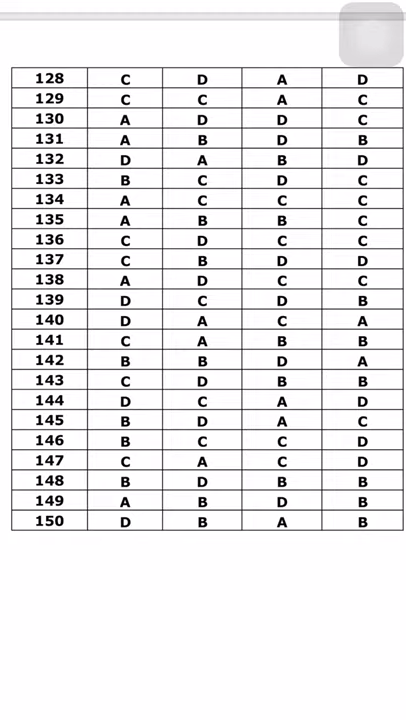 128 C D A D
129 C C A C
130 A D D C
131 A B D B
132 D A B D
133 B C D C
134 A C C C
135 A B B C
136 C D C C
137 C B D D
138 A D C C
139 D C D B
140 D A C A
141 C A B B
142 B B D A
143 C D B B
144 D C A D
145 B D A C
146 B C C D
147 C A C D
148 B D B B
149 A B D B
150 D B A B